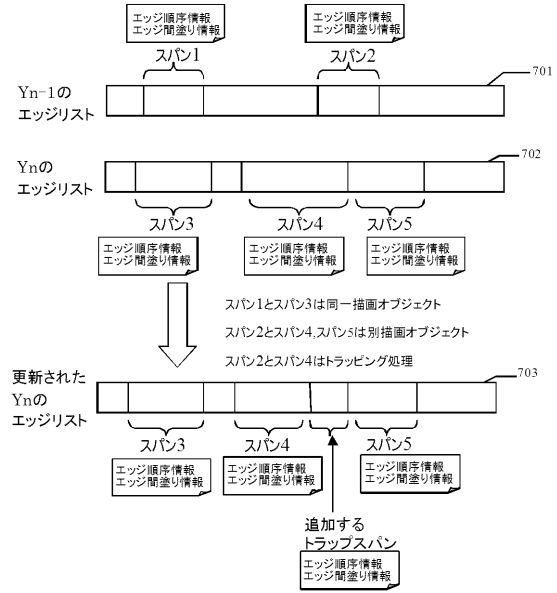 エッジ順序情報
エッジ間塗り情報
エッジ順序情報
エッジ間塗り情報
スパン1
スパン2
701
Yn-1の
エッジリスト
702
Ynの
エッジリスト
スパン3
スパン4
スパン5
エッジ順序情報
エッジ間塗り情報
エッジ順序情報
エッジ間塗り情報
エッジ順序情報
エッジ間塗り情報
スパン1とスパン3は同一描画オブジェクト
スパン2とスパン4,スパン5は別描画オブジェクト
スパン2とスパン4はトラッピング処理
更新された
Ynの
エッジリスト
703
スパン3
スパン4
スパン5
エッジ順序情報
エッジ間塗り情報
エッジ順序情報
エッジ間塗り情報
エッジ順序情報
エッジ間塗り情報
追加する
トラップスパン
エッジ順序情報
エッジ間塗り情報